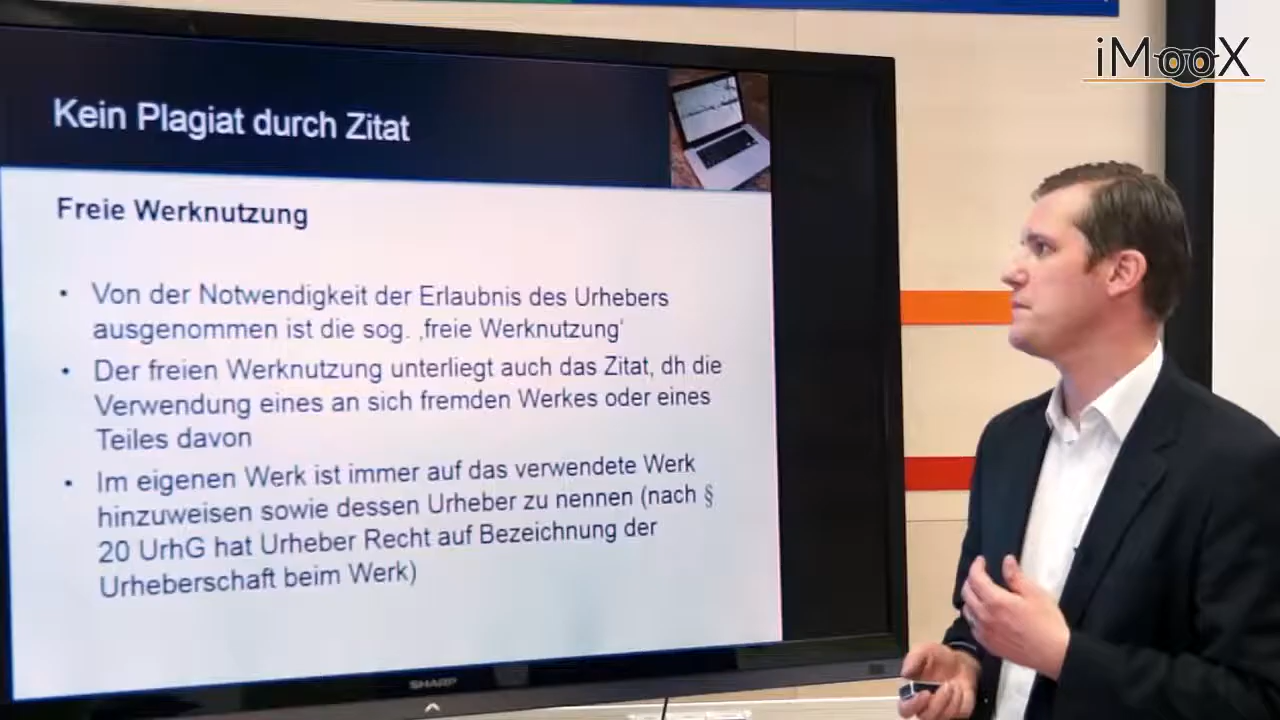 iMooX
Kein Plagiat durch Zitat
Freie Werknutzung
• Von der Notwendigkeit der Erlaubnis des Urhebers
ausgenommen ist die sog. ‚freie Werknutzung‘
• Der freien Werknutzung unterliegt auch das Zitat, dh die
Verwendung eines an sich fremden Werkes oder eines
Teiles davon
• Im eigenen Werk ist immer auf das verwendete Werk
hinzuweisen sowie dessen Urheber zu nennen (nach §
20 UrhG hat Urheber Recht auf Bezeichnung der
Urheberschaft beim Werk)
SHARP